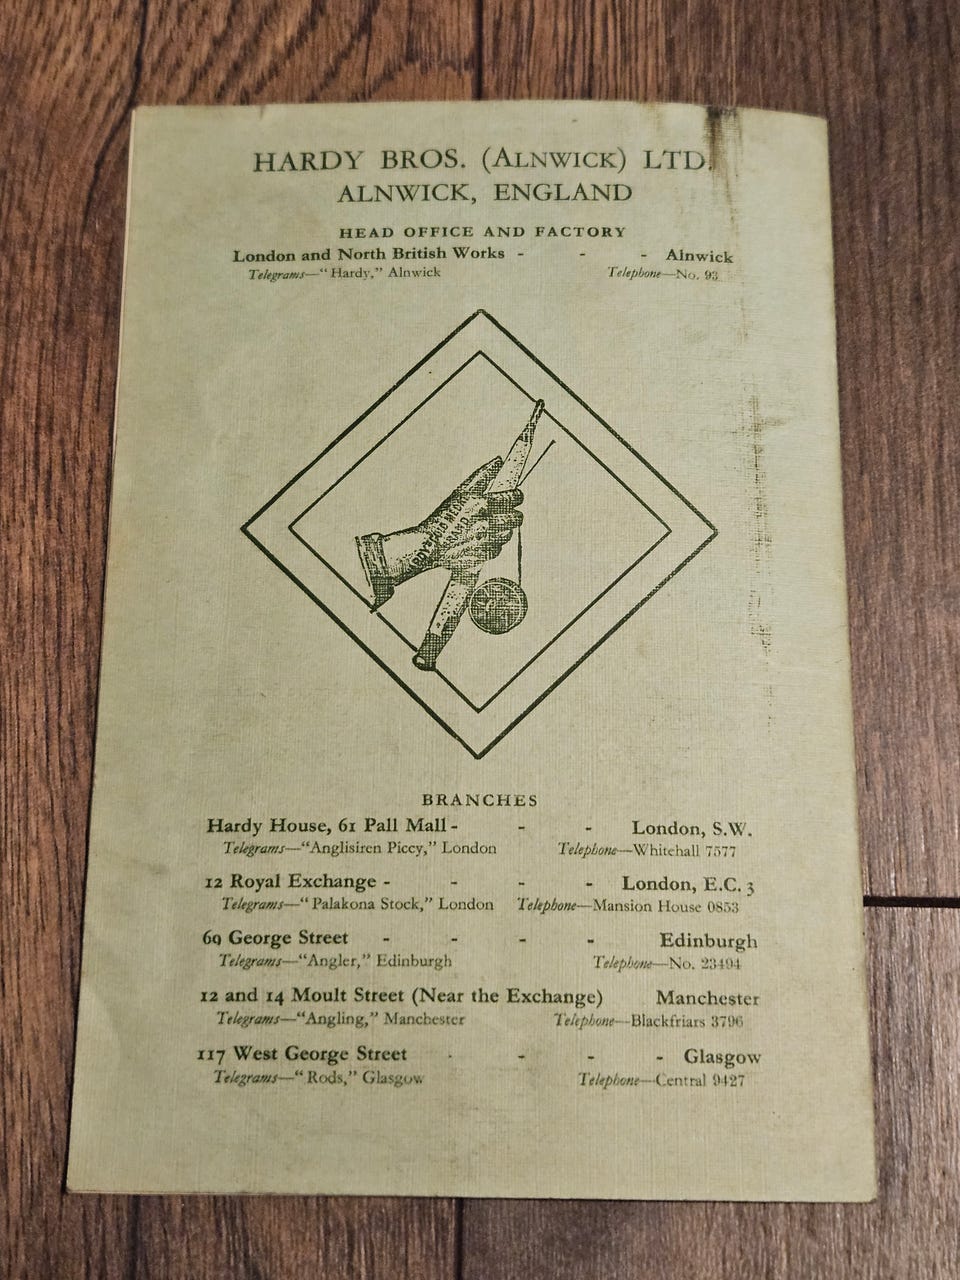 HARDY BROS. (ALNWICK) LTD.
ALNWICK, ENGLAND
HEAD OFFICE AND FACTORY
London and North British Works - - - Alnwick
Telegrams—"Hardy," Alnwick Telephone—No. 93
BRANCHES
Hardy House, 61 Pall Mall - - - London, S.W.
Telegrams—"Anglisiren Piccy," London Telephone—Whitehall 7577
12 Royal Exchange - - - - London, E.C. 3
Telegrams—"Palakona Stock," London Telephone—Mansion House 0853
69 George Street - - - - Edinburgh
Telegrams—"Angler," Edinburgh Telephone—No. 23494
12 and 14 Moult Street (Near the Exchange) Manchester
Telegrams—"Angling," Manchester Telephone—Blackfriars 3796
117 West George Street - - - - Glasgow
Telegrams—"Rods," Glasgow Telephone—Central 9427